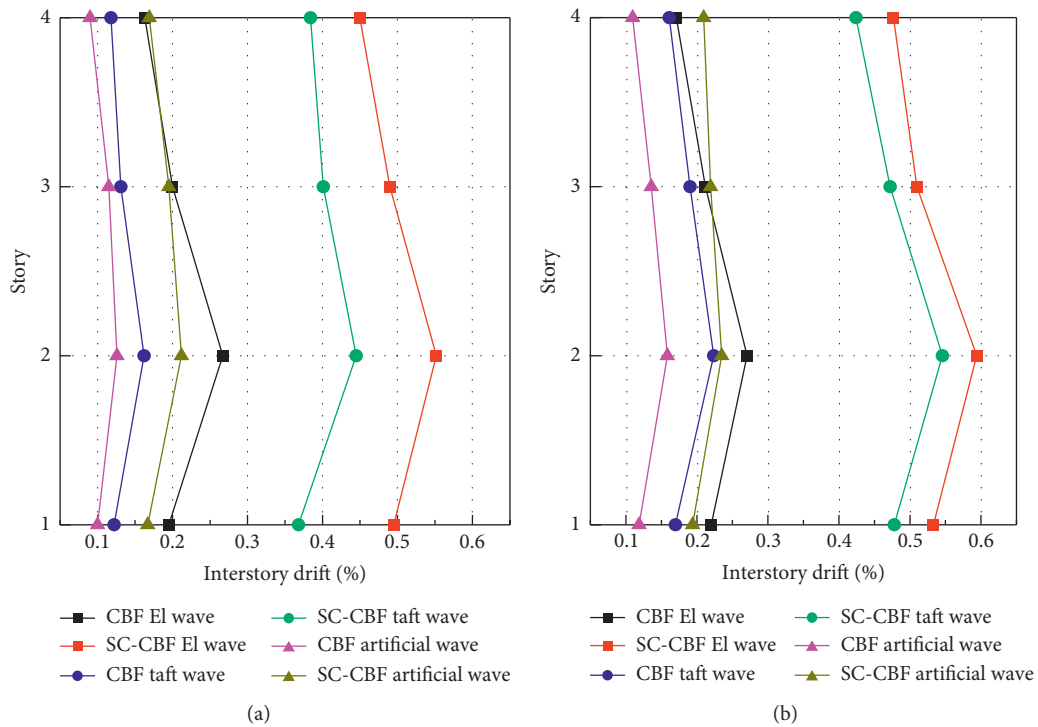 4
3
2
1
Story
0.1 0.2 0.3 0.4 0.5 0.6
Interstory drift (%)
CBF El wave
SC-CBF El wave
CBF taft wave
SC-CBF taft wave
CBF artificial wave
SC-CBF artificial wave
(a)
4
3
2
1
Story
0.1 0.2 0.3 0.4 0.5 0.6
Interstory drift (%)
CBF El wave
SC-CBF El wave
CBF taft wave
SC-CBF taft wave
CBF artificial wave
SC-CBF artificial wave
(b)